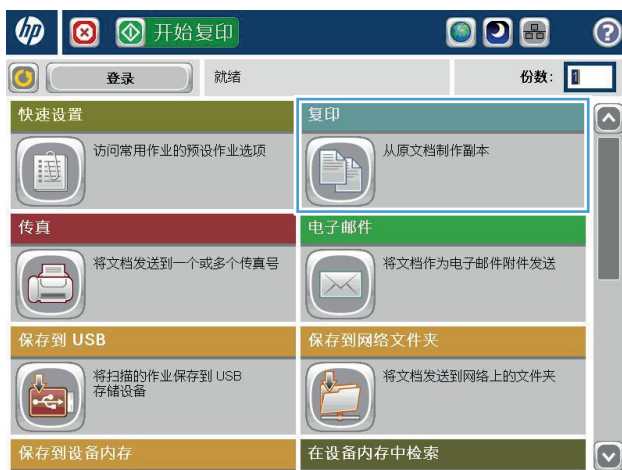 hp 开始复印 ?
登录 就绪 份数: 1
快速设置
访问常用作业的预设作业选项
复印
从原文档制作副本
传真
将文档发送到一个或多个传真号
电子邮件
将文档作为电子邮件附件发送
保存到 USB
将扫描的作业保存到 USB
存储设备
保存到网络文件夹
将文档发送到网络上的文件夹
保存到设备内存
在设备内存中检索